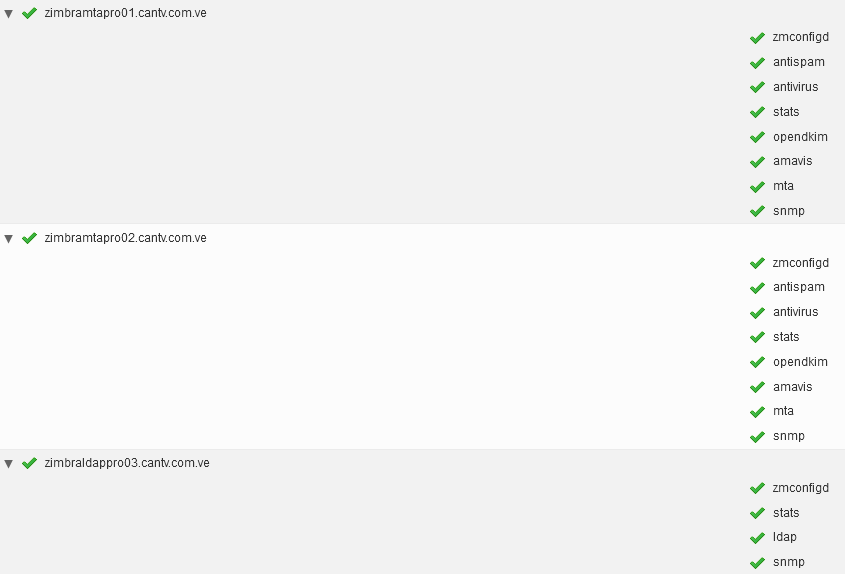 zimbramtapro01.cantv.com.ve
zmconfigd
antispam
antivirus
stats
opendkim
amavis
mta
snmp
zimbramtapro02.cantv.com.ve
zmconfigd
antispam
antivirus
stats
opendkim
amavis
mta
snmp
zimbraldappro03.cantv.com.ve
zmconfigd
stats
ldap
snmp